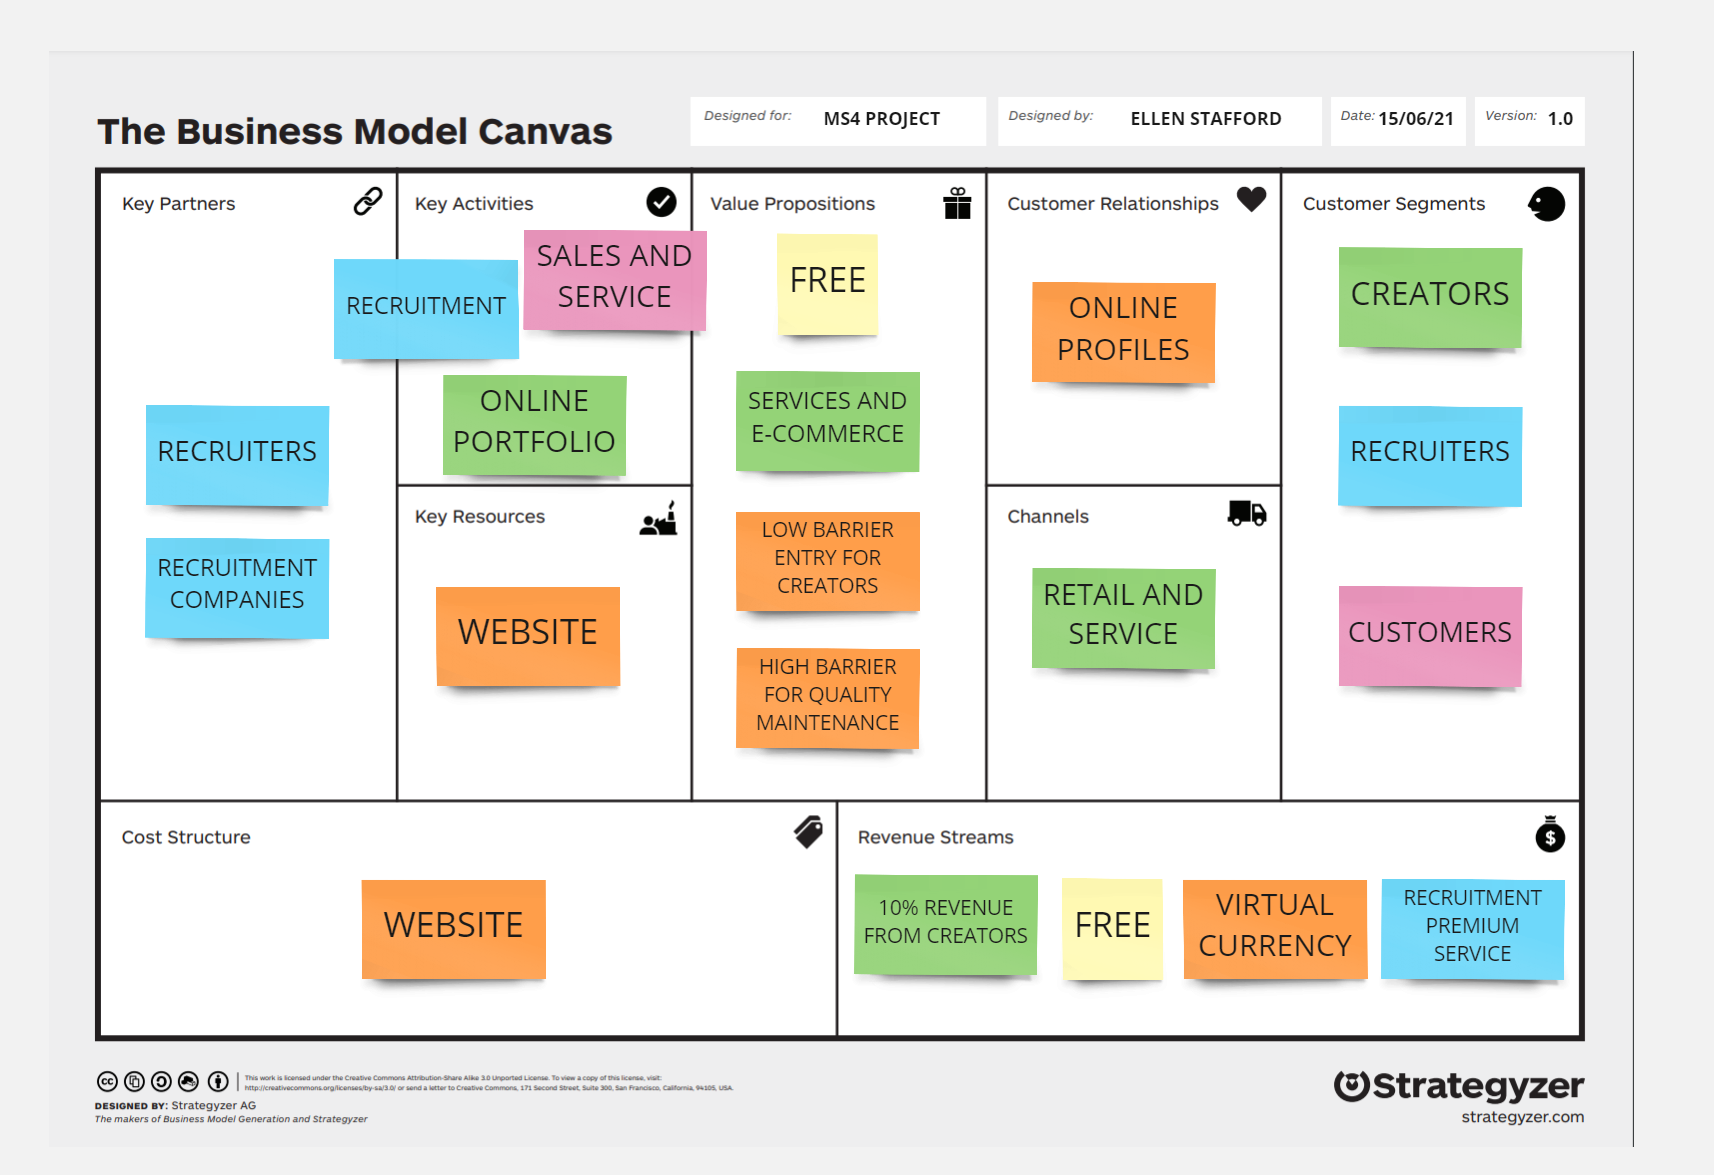 The Business Model Canvas
Designed for: MS4 PROJECT
Designed by: ELLEN STAFFORD
Date: 15/06/21
Version: 1.0
Key Partners
RECRUITERS
RECRUITMENT
COMPANIES
Key Activities
RECRUITMENT
SALES AND
SERVICE
ONLINE
PORTFOLIO
Key Resources
WEBSITE
Value Propositions
FREE
SERVICES AND
E-COMMERCE
LOW BARRIER
ENTRY FOR
CREATORS
HIGH BARRIER
FOR QUALITY
MAINTENANCE
Customer Relationships
ONLINE
PROFILES
Channels
RETAIL AND
SERVICE
Customer Segments
CREATORS
RECRUITERS
CUSTOMERS
Cost Structure
WEBSITE
Revenue Streams
$
10% REVENUE
FROM CREATORS
FREE
VIRTUAL
CURRENCY
RECRUITMENT
PREMIUM
SERVICE
cc
This work is licensed under the Creative Commons Attribution-Share Alike 3.0 Unported License. To view a copy of this license, visit:
http://creativecommons.org/licenses/by-sa/3.0/ or send a letter to Creative Commons, 171 Second Street, Suite 300, San Francisco, California, 94105, USA.
DESIGNED BY: Strategyzer AG
The makers of Business Model Generation and Strategyzer
Strategyzer
strategyzer.com